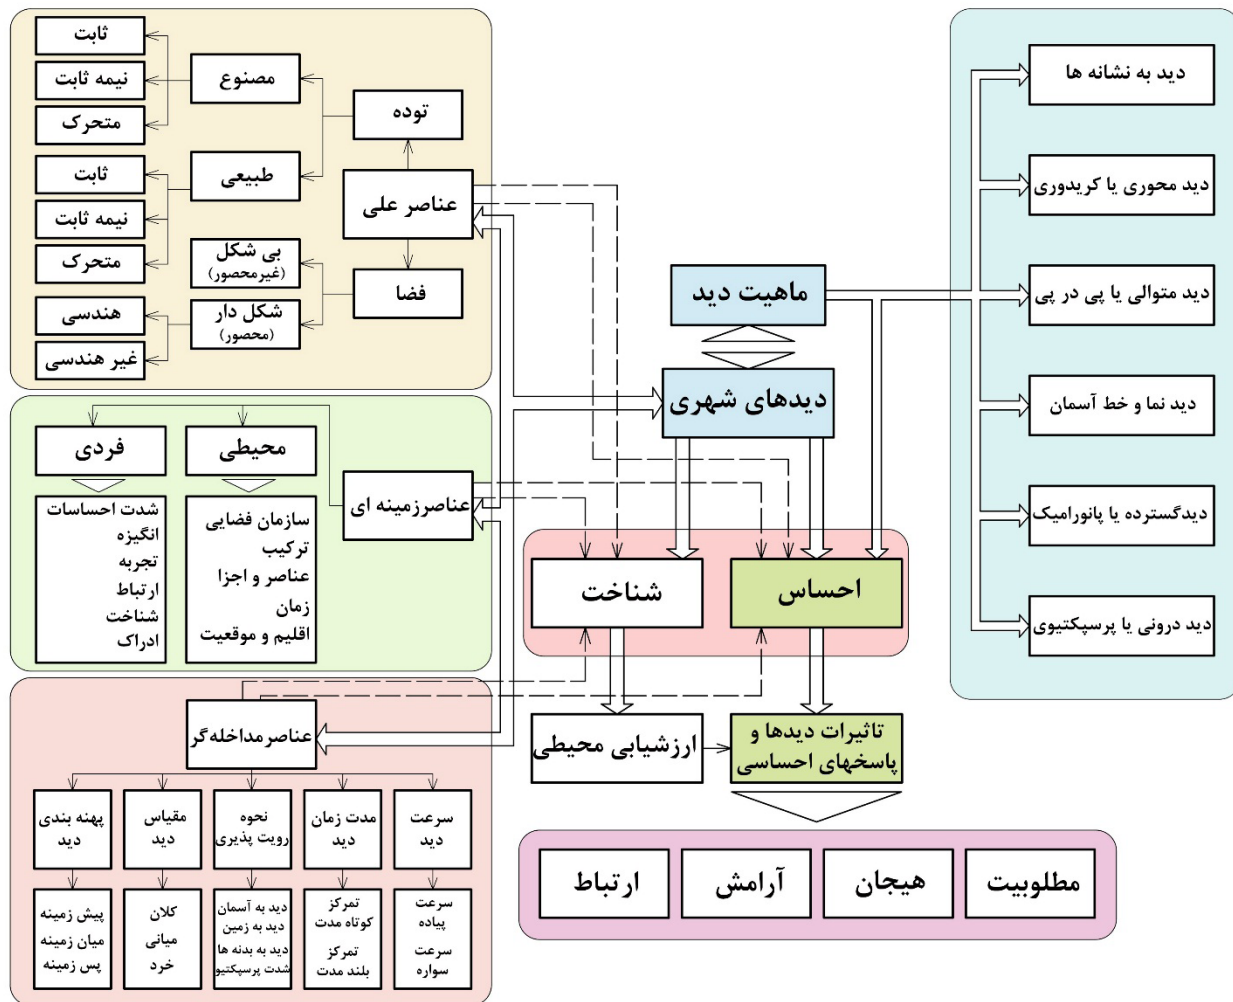 دید به نشانه ها
دید محوری یا کریدوری
دید متوالی یا پی در پی
دید نما و خط آسمان
دیدگسترده یا پانورامیک
دید درونی یا پرسپکتیوی
ماهیت دید
دیدهای شهری
احساس
شناخت
تاثیرات دیدها و
پاسخهای احساسی
ارزشیابی محیطی
مطلوبیت
هیجان
آرامش
ارتباط
عناصر علی
توده
مصنوع
ثابت
نیمه ثابت
متحرک
طبیعی
ثابت
نیمه ثابت
متحرک
فضا
بی شکل
(غیرمحصور)
شکل دار
(محصور)
هندسی
غیر هندسی
عناصرزمینه ای
محیطی
سازمان فضایی
ترکیب
عناصر و اجزا
زمان
اقلیم و موقعیت
فردی
شدت احساسات
انگیزه
تجربه
ارتباط
شناخت
ادراک
عناصرمداخله‌گر
سرعت
دید
سرعت
پیاده
سرعت
سواره
مدت زمان
دید
تمرکز
کوتاه مدت
تمرکز
بلند مدت
نحوه
رویت پذیری
دید به آسمان
دید به زمین
دید به بدنه ها
شدت پرسپکتیو
مقیاس
دید
کلان
میانی
خرد
پهنه بندی
دید
پیش زمینه
میان زمینه
پس زمینه